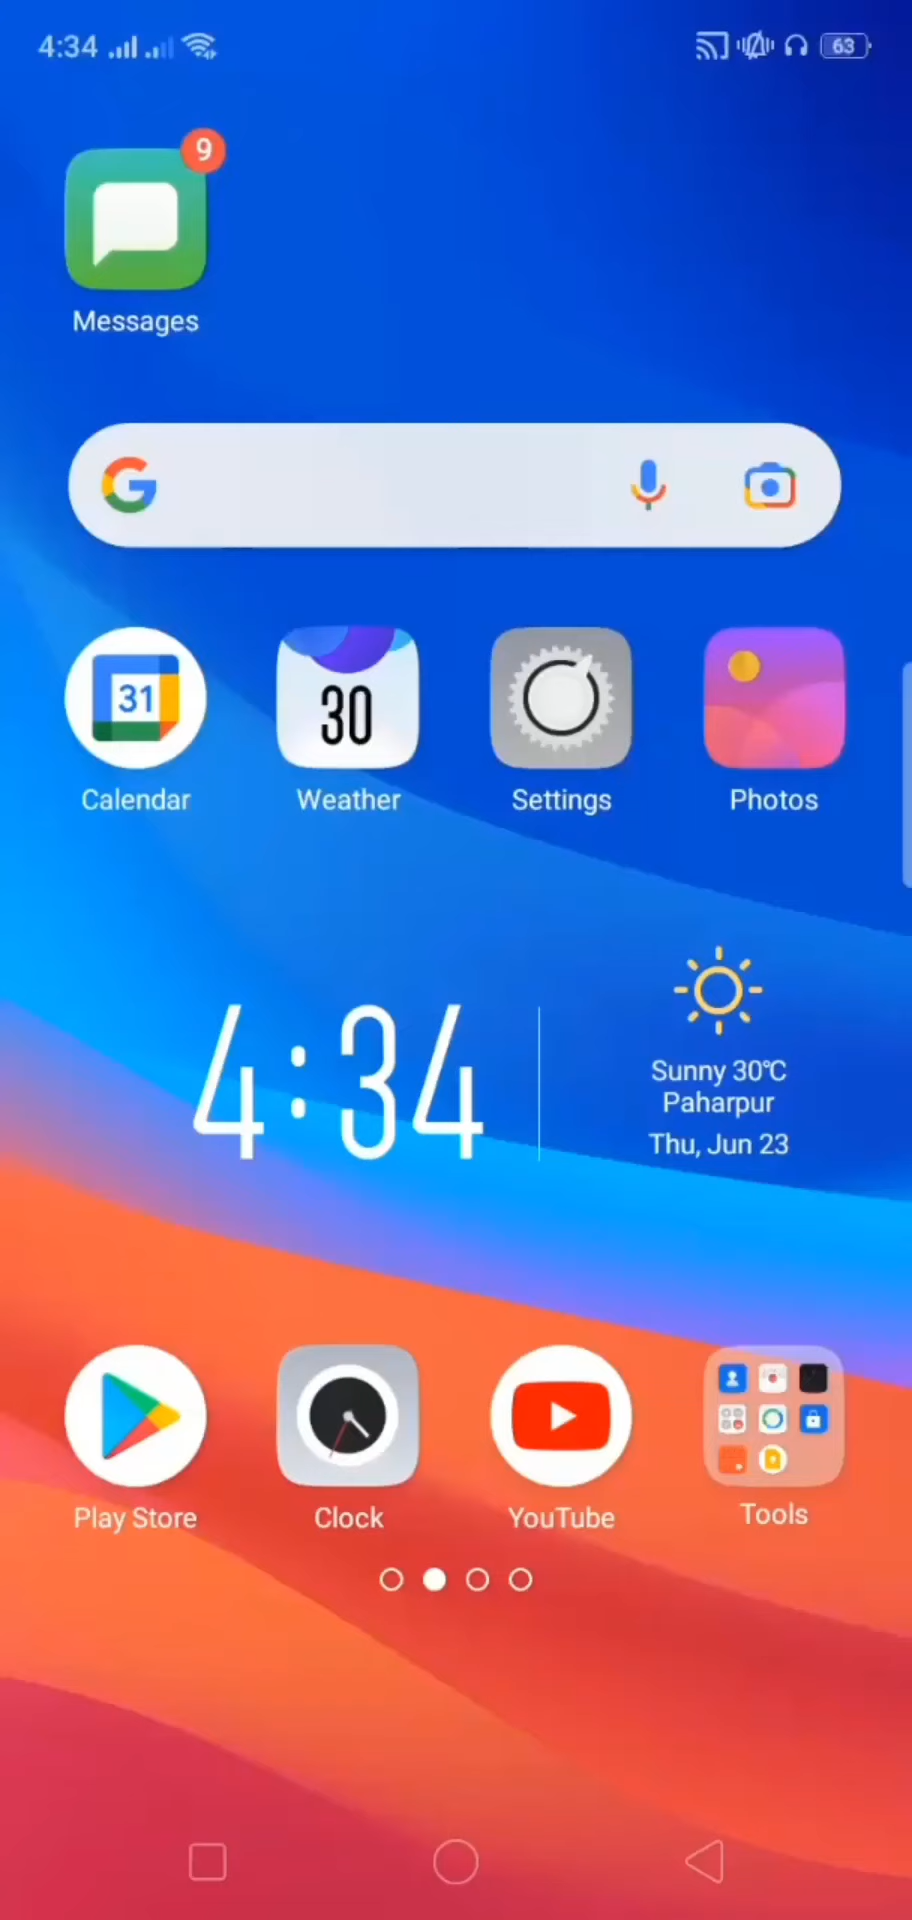 4:34
63
9
Messages
G
31
30
Calendar
Weather
Settings
Photos
4:34
Sunny 30℃
Paharpur
Thu, Jun 23
Play Store
Clock
YouTube
Tools